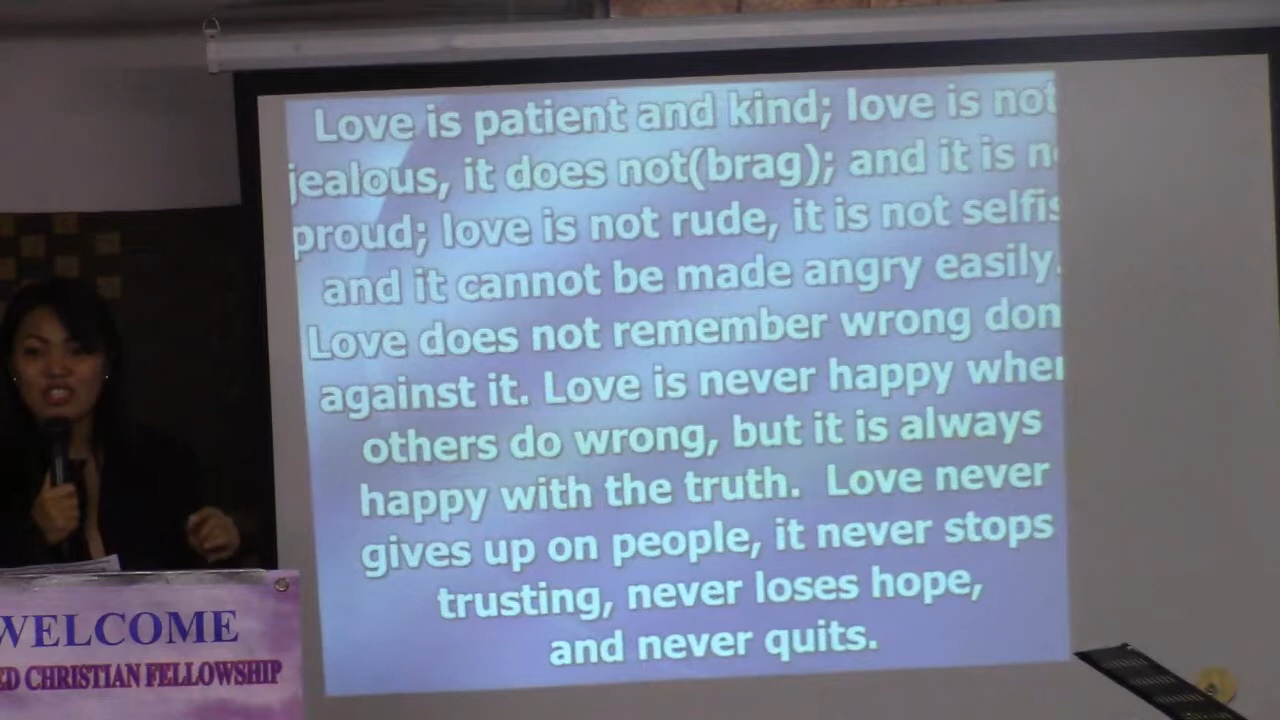 Love is patient and kind; love is not
jealous, it does not(brag); and it is n
proud; love is not rude, it is not selfis
and it cannot be made angry easily.
Love does not remember wrong don
against it. Love is never happy when
others do wrong, but it is always
happy with the truth. Love never
gives up on people, it never stops
trusting, never loses hope,
and never quits.
WELCOME
ED CHRISTIAN FELLOWSHIP